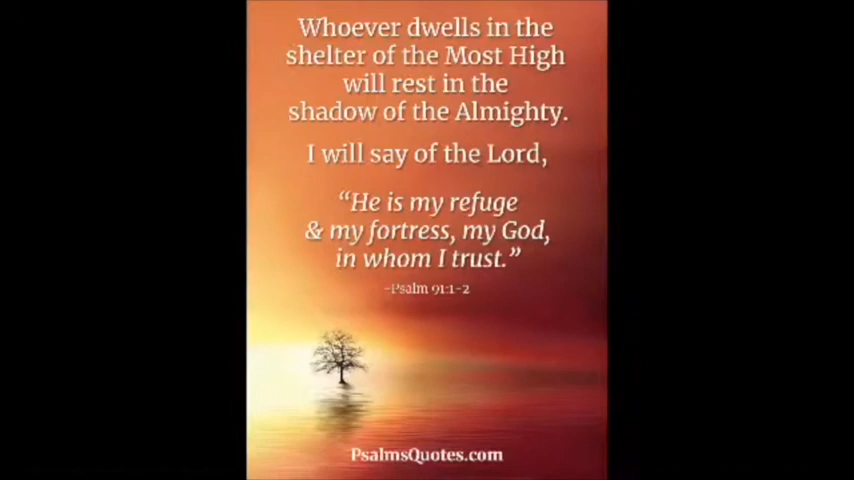 Whoever dwells in the
shelter of the Most High
will rest in the
shadow of the Almighty.
I will say of the Lord,
“He is my refuge
& my fortress, my God,
in whom I trust.”
-Psalm 91:1-2
PsalmsQuotes.com